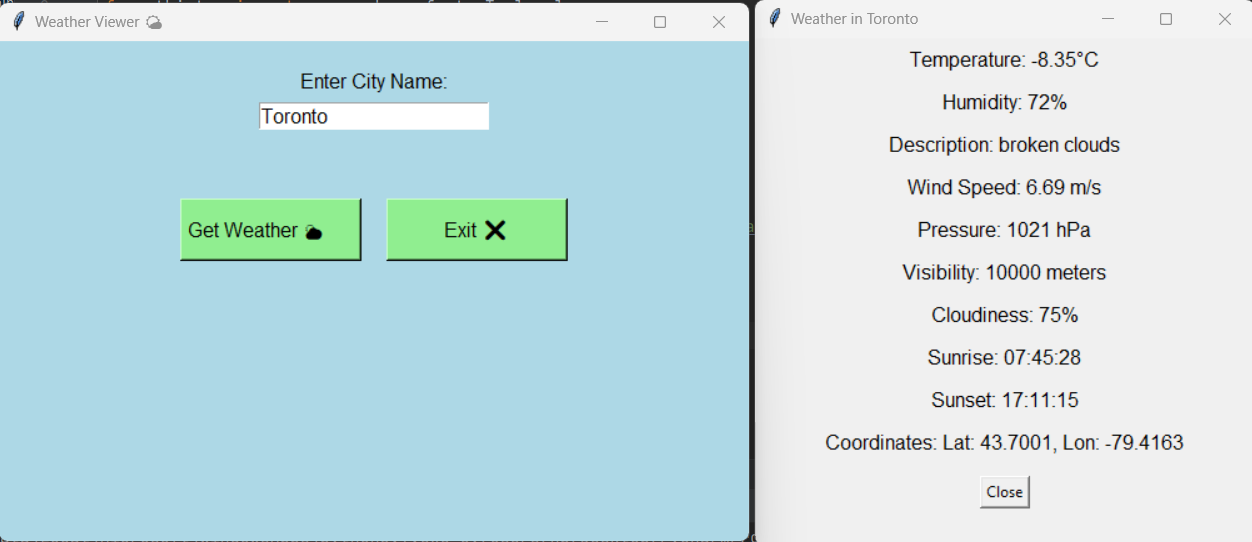 Weather Viewer 🌤
Enter City Name:
Toronto
Get Weather 🌥
Exit ❌
Weather in Toronto
Temperature: -8.35°C
Humidity: 72%
Description: broken clouds
Wind Speed: 6.69 m/s
Pressure: 1021 hPa
Visibility: 10000 meters
Cloudiness: 75%
Sunrise: 07:45:28
Sunset: 17:11:15
Coordinates: Lat: 43.7001, Lon: -79.4163
Close